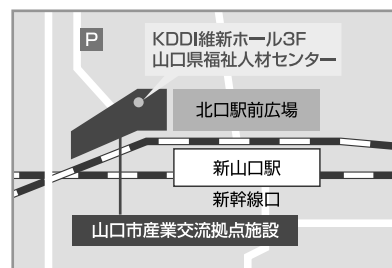 P
KDDI維新ホール3F
山口県福祉人材センター
北口駅前広場
新山口駅
新幹線口
山口市産業交流拠点施設